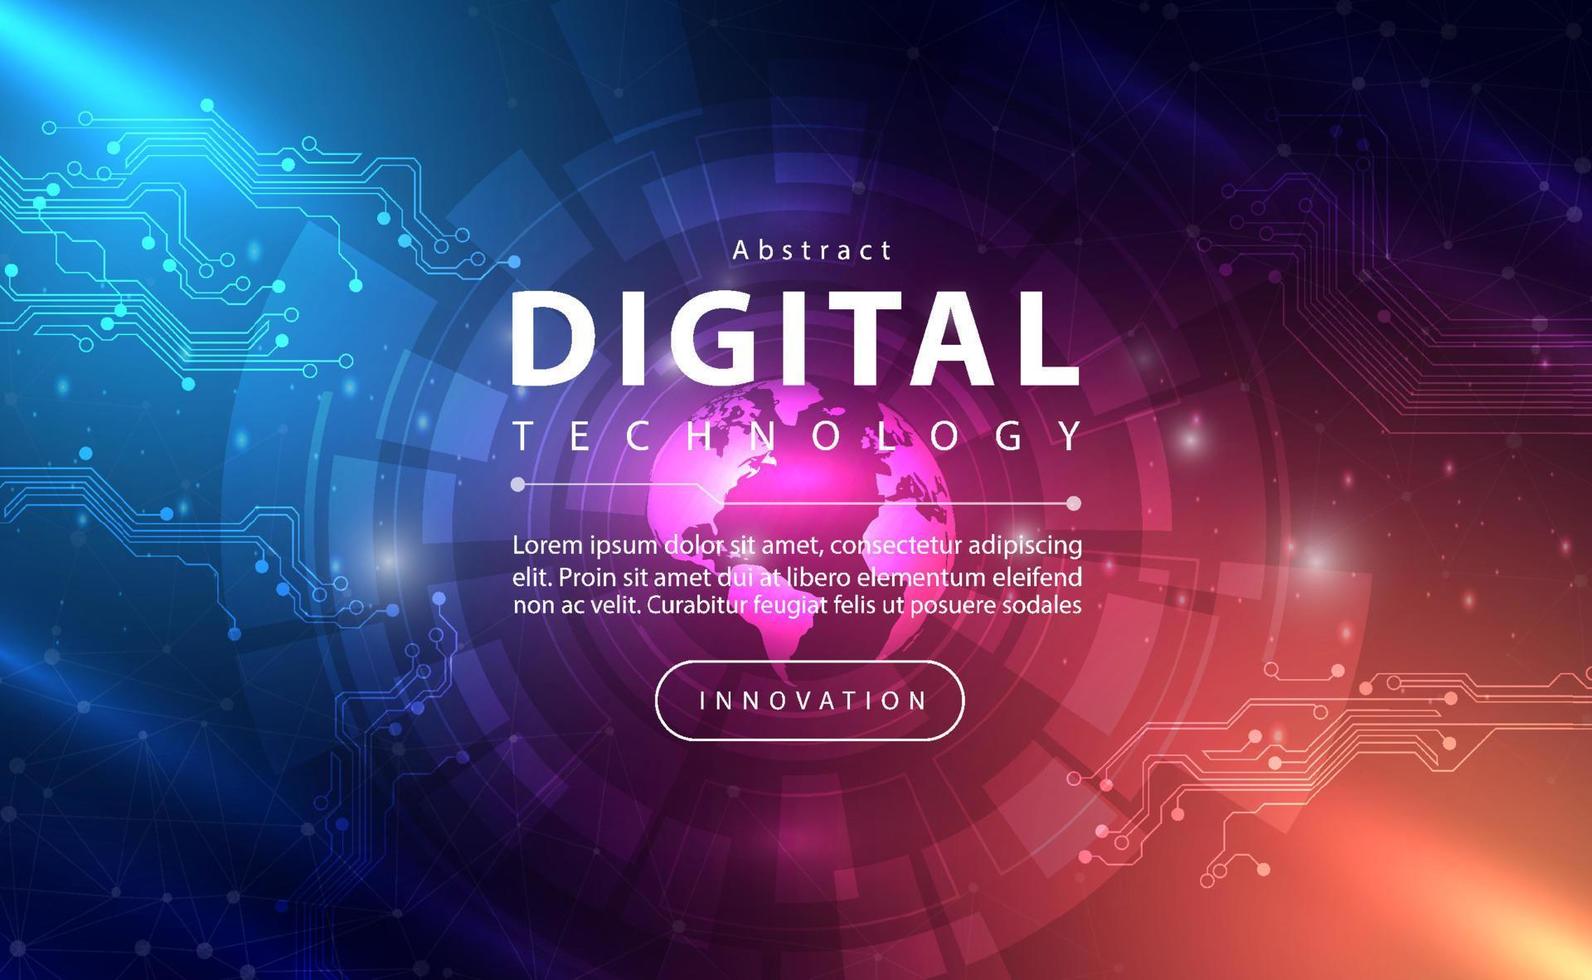 Abstract
DIGITAL
TECHNOLOGY
Lorem ipsum dolor sit amet, consectetur adipiscing
elit. Proin sit amet dui at libero elementum eleifend
non ac velit. Curabitur feugiat felis ut posuere sodales
INNOVATION